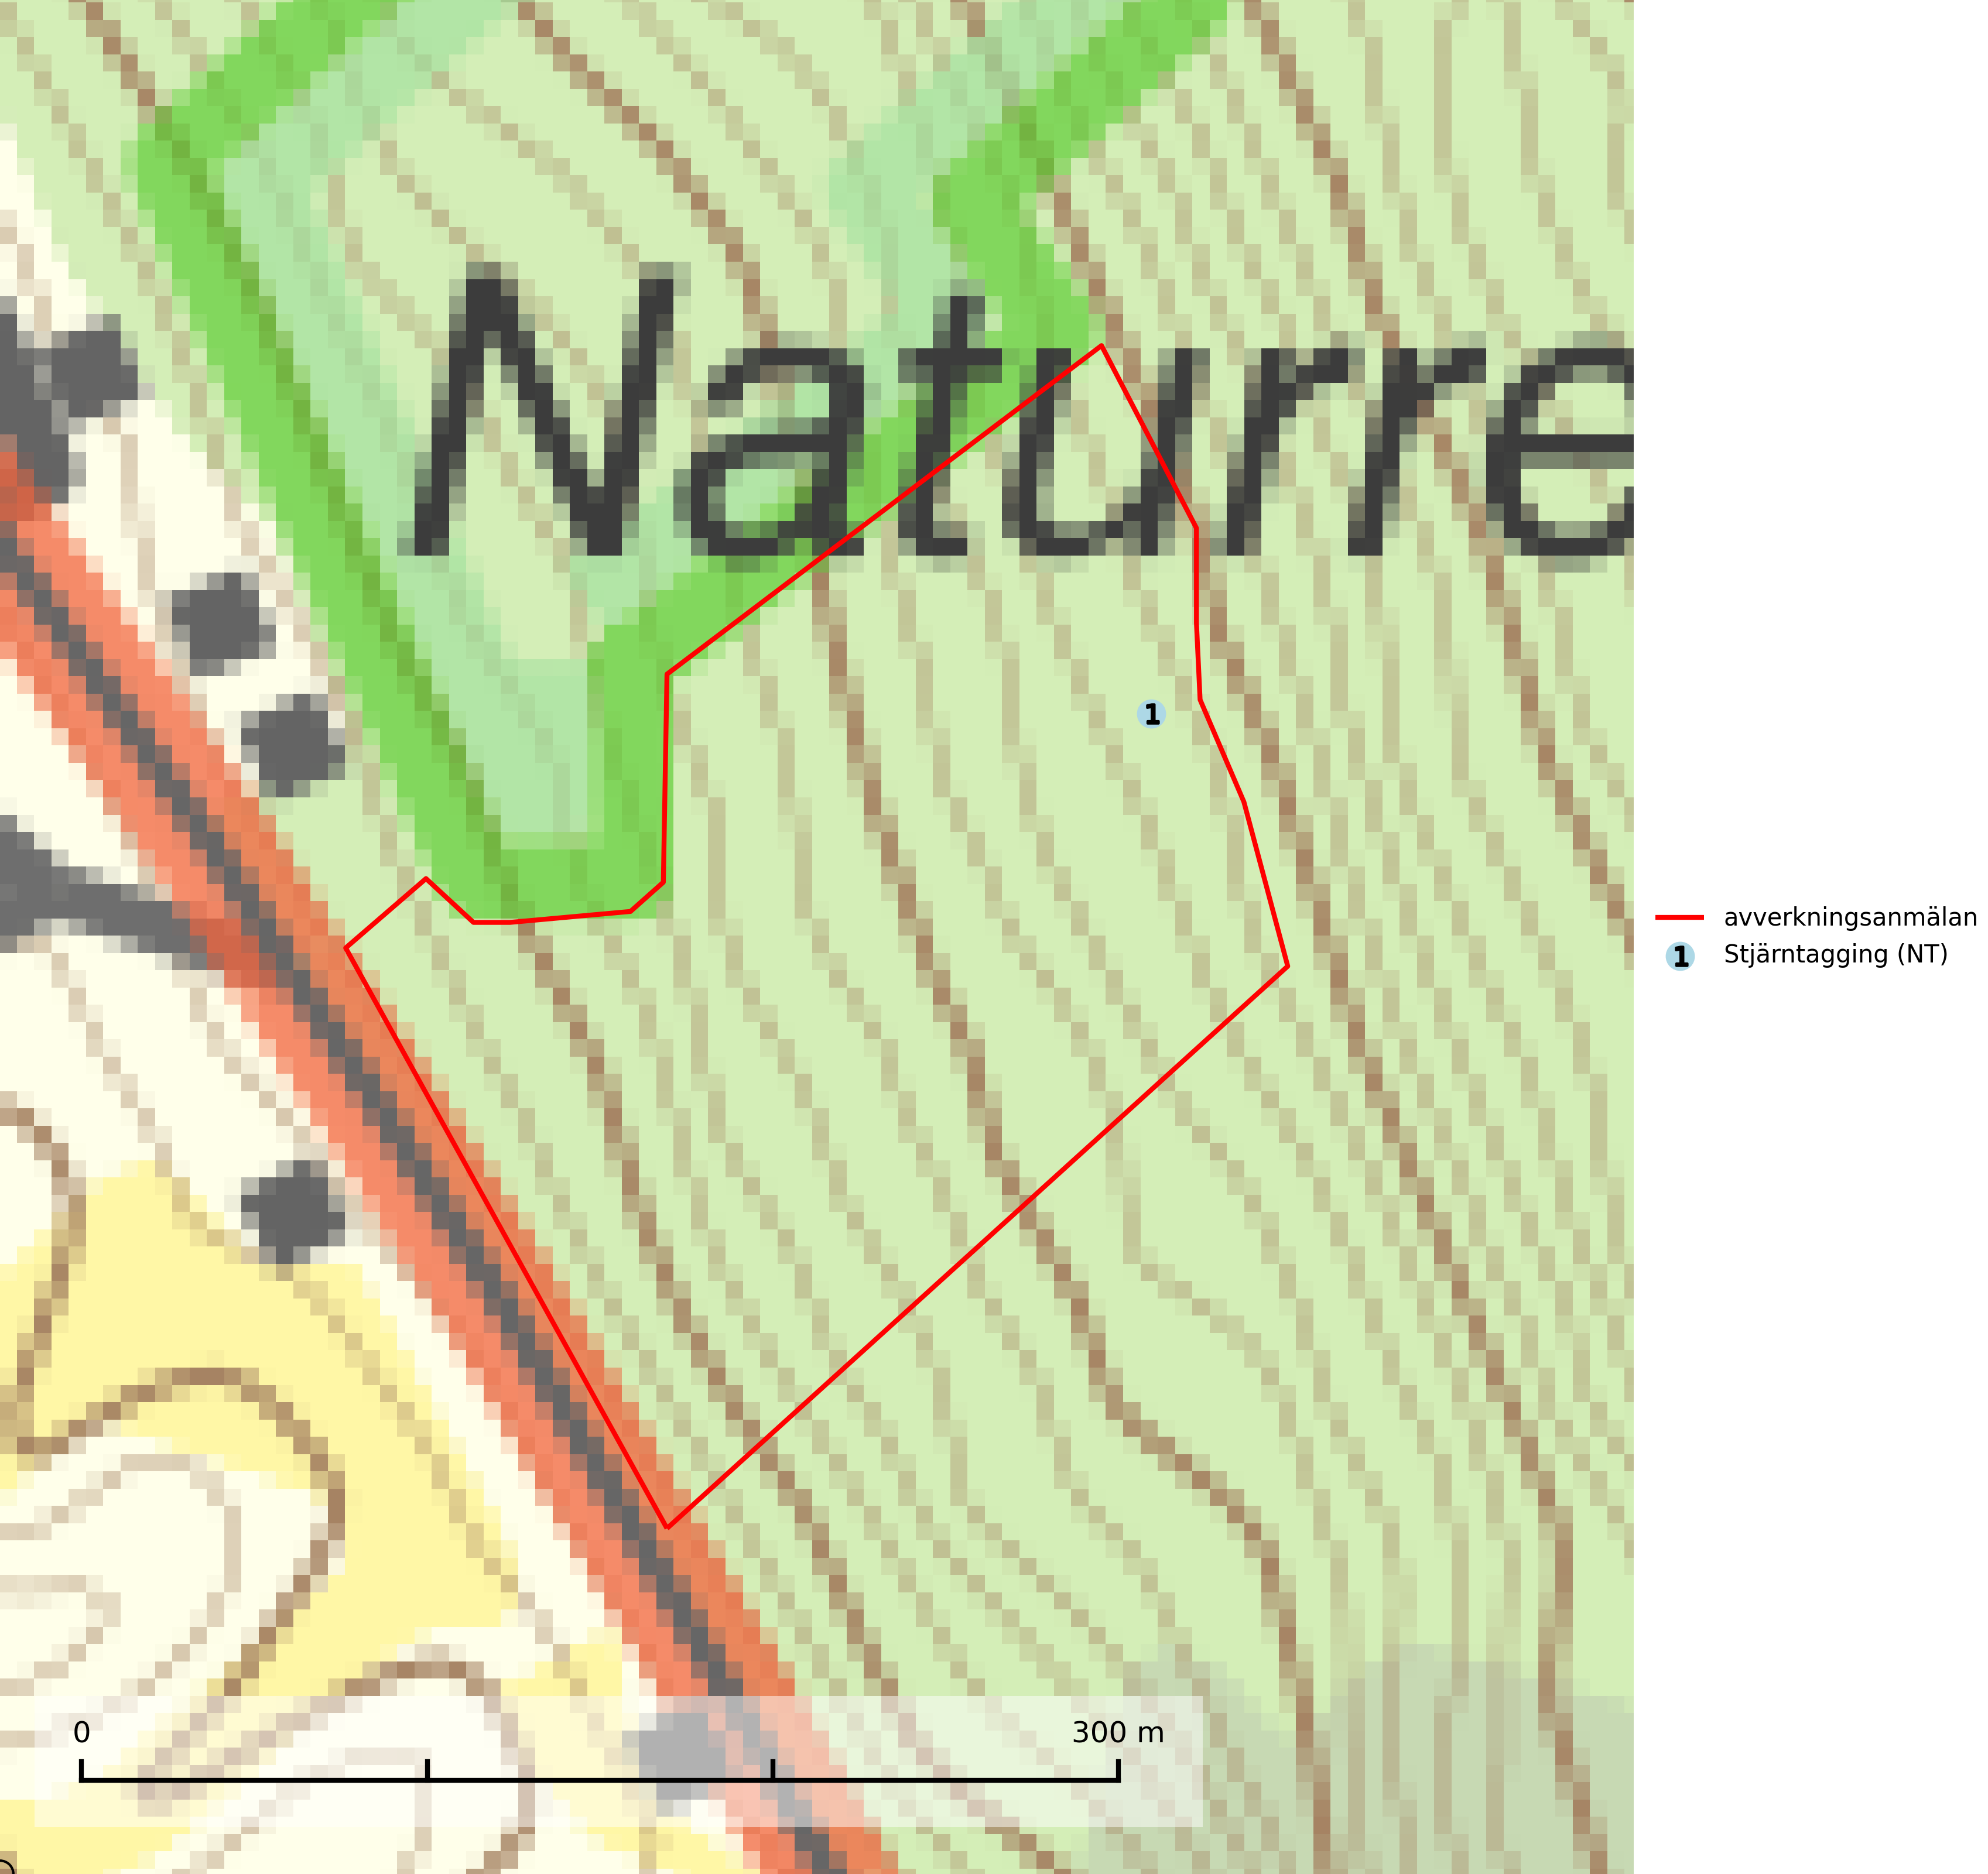 Naturre
avverkningsanmälan
1
1 Stjärntagging (NT)
0 300 m